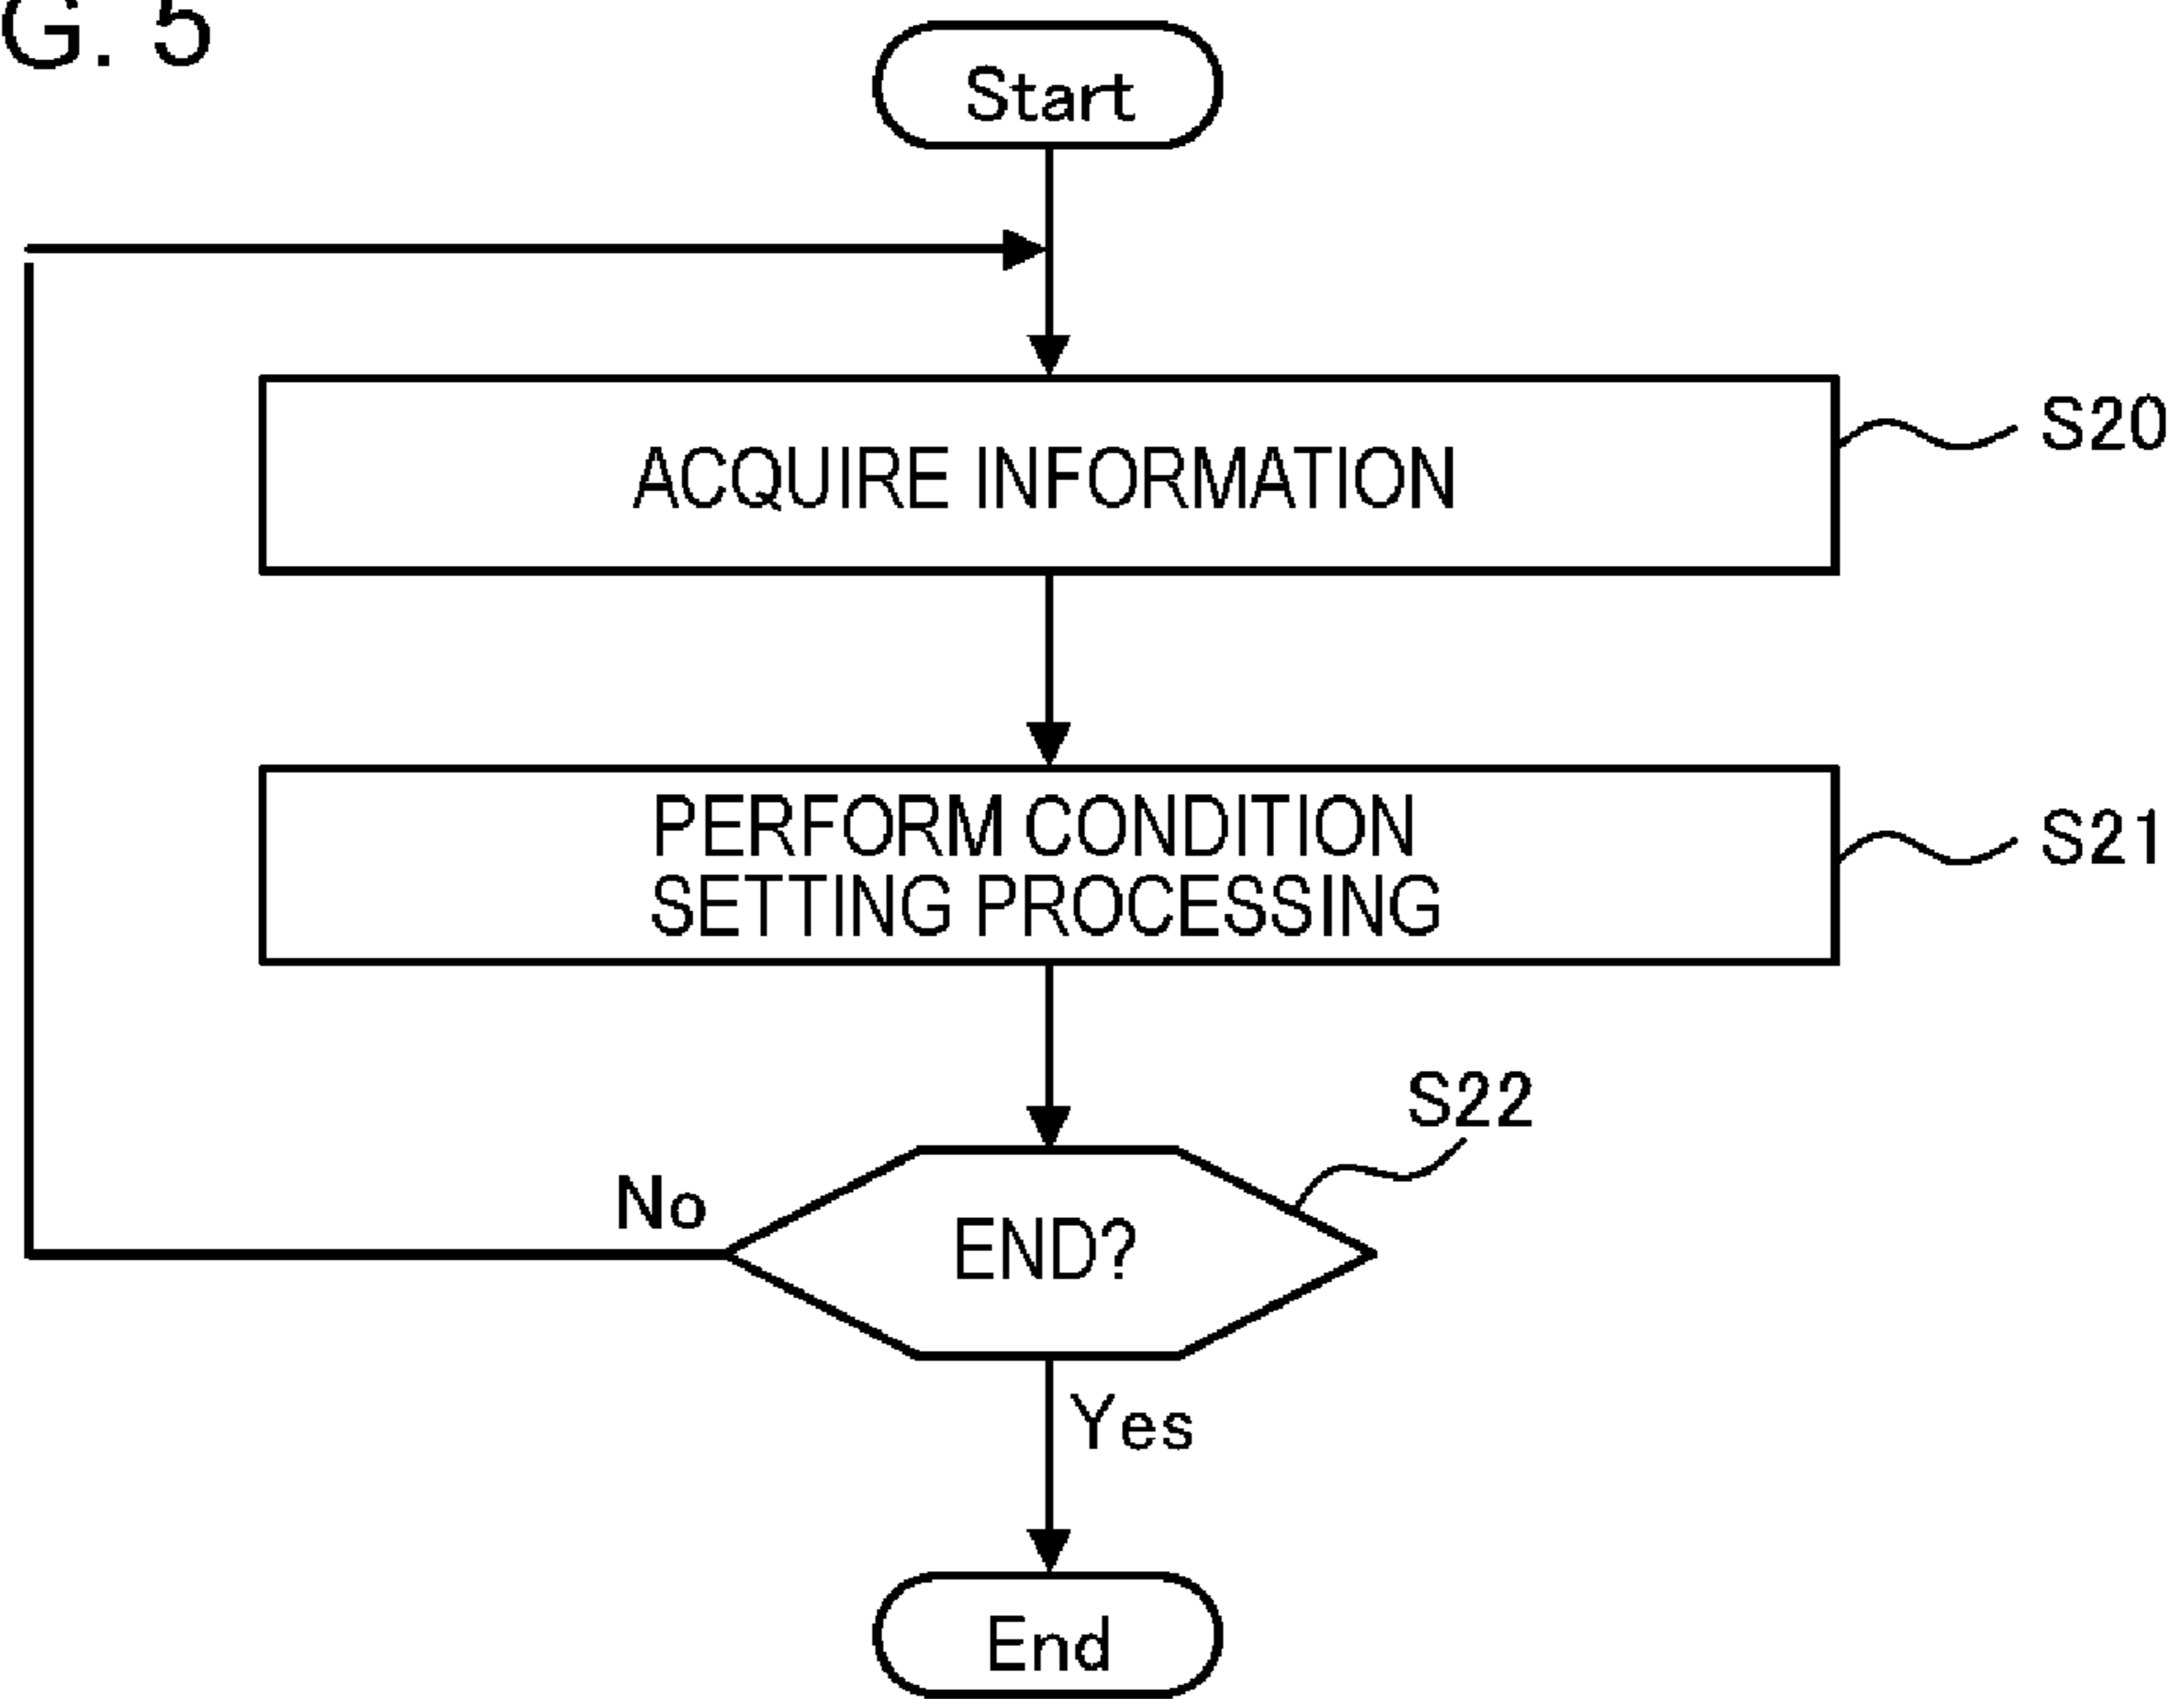 G. 5
Start
ACQUIRE INFORMATION
S20
PERFORM CONDITION
SETTING PROCESSING
S21
S22
No
END?
Yes
End